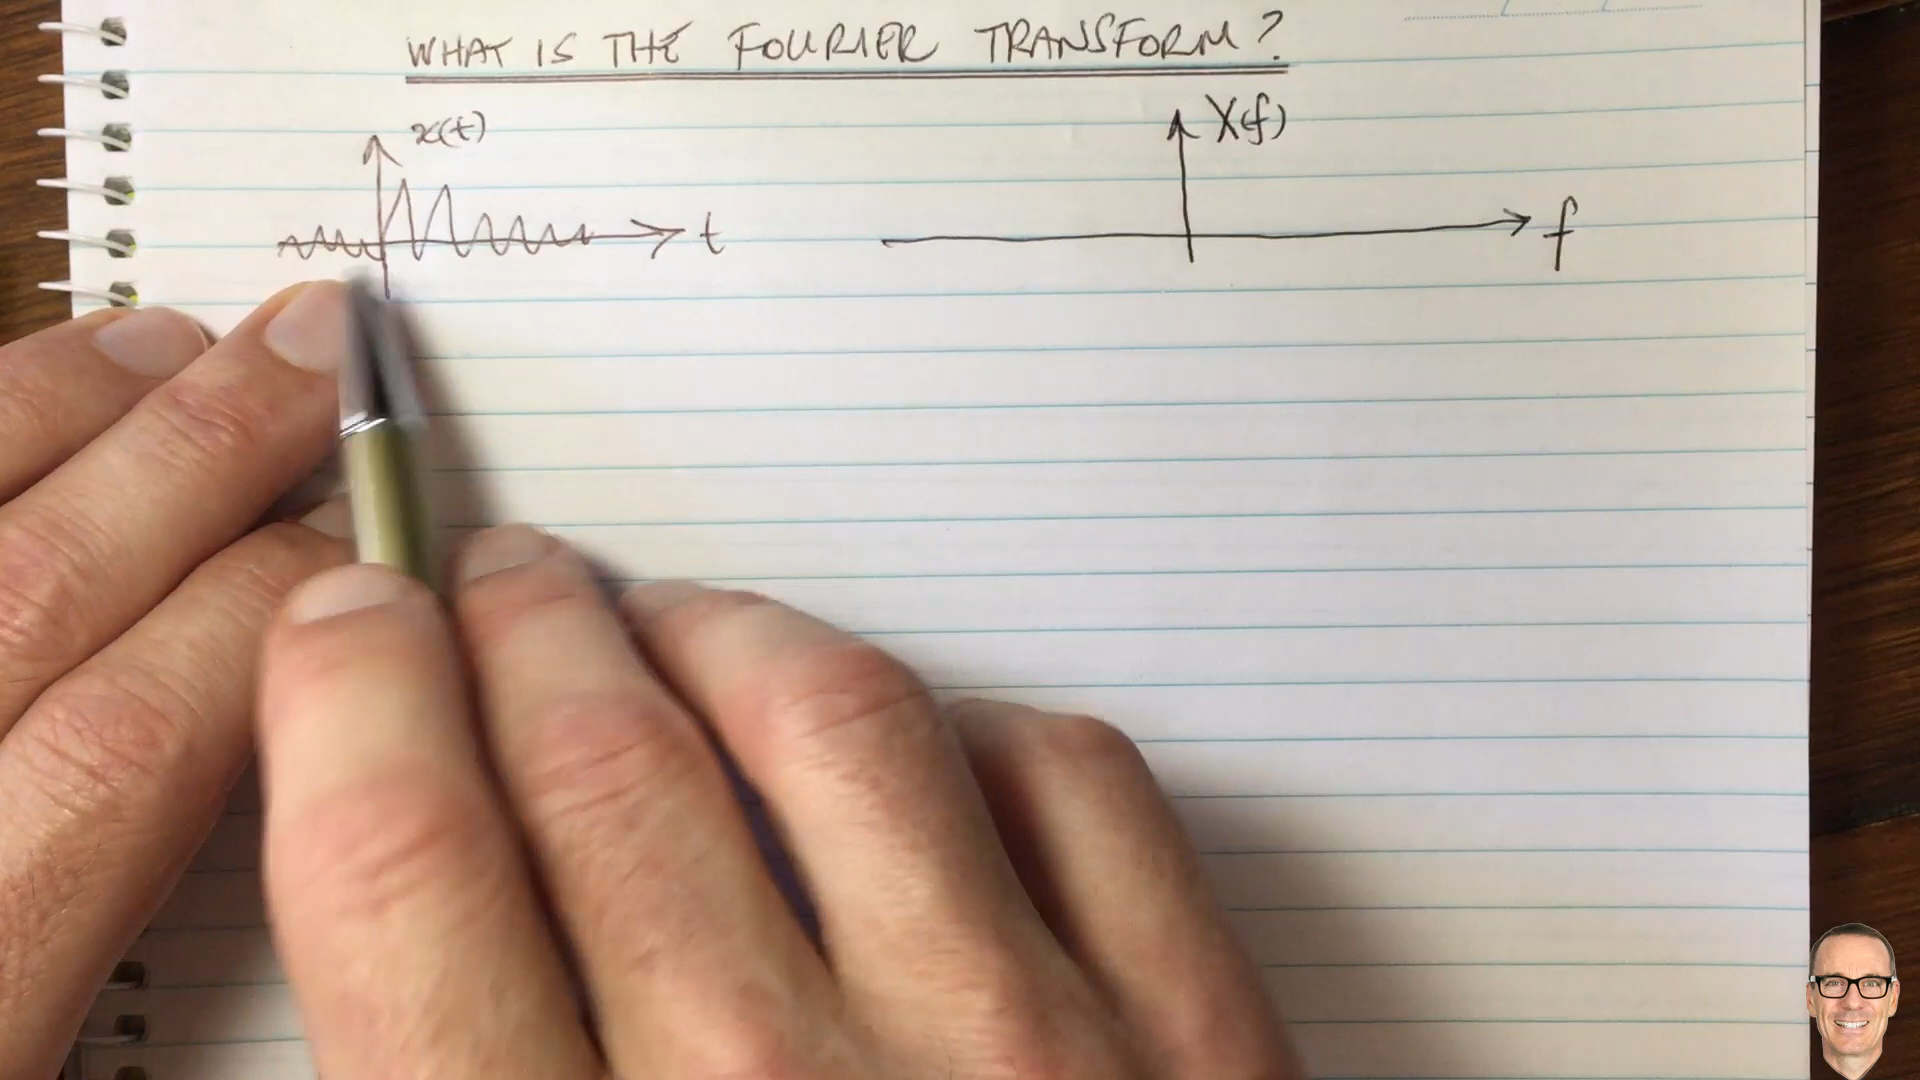 WHAT IS THE FOURIER TRANSFORM?
x(t)
X(f)
t
f